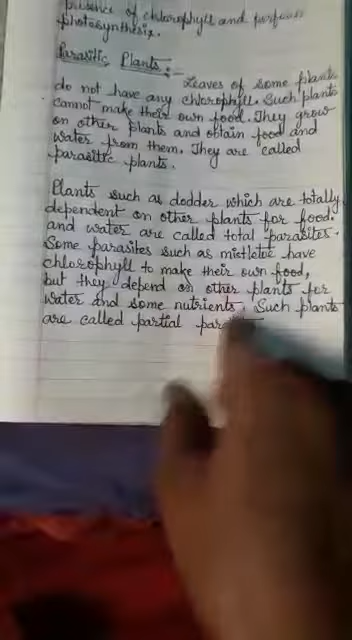 presence of chlorophyll and perform
photosynthesis.
Parasitic Plants :- Leaves of some plants
do not have any chlorophyll. Such plants
cannot make their own food. They grow
on other plants and obtain food and
water from them. They are called
parasitic plants.
Plants such as dodder which are totally
dependent on other plants for food
and water are called total parasites.
Some parasites such as mistletoe have
chlorophyll to make their own food,
but they depend on other plants for
water and some nutrients. Such plants
are called partial